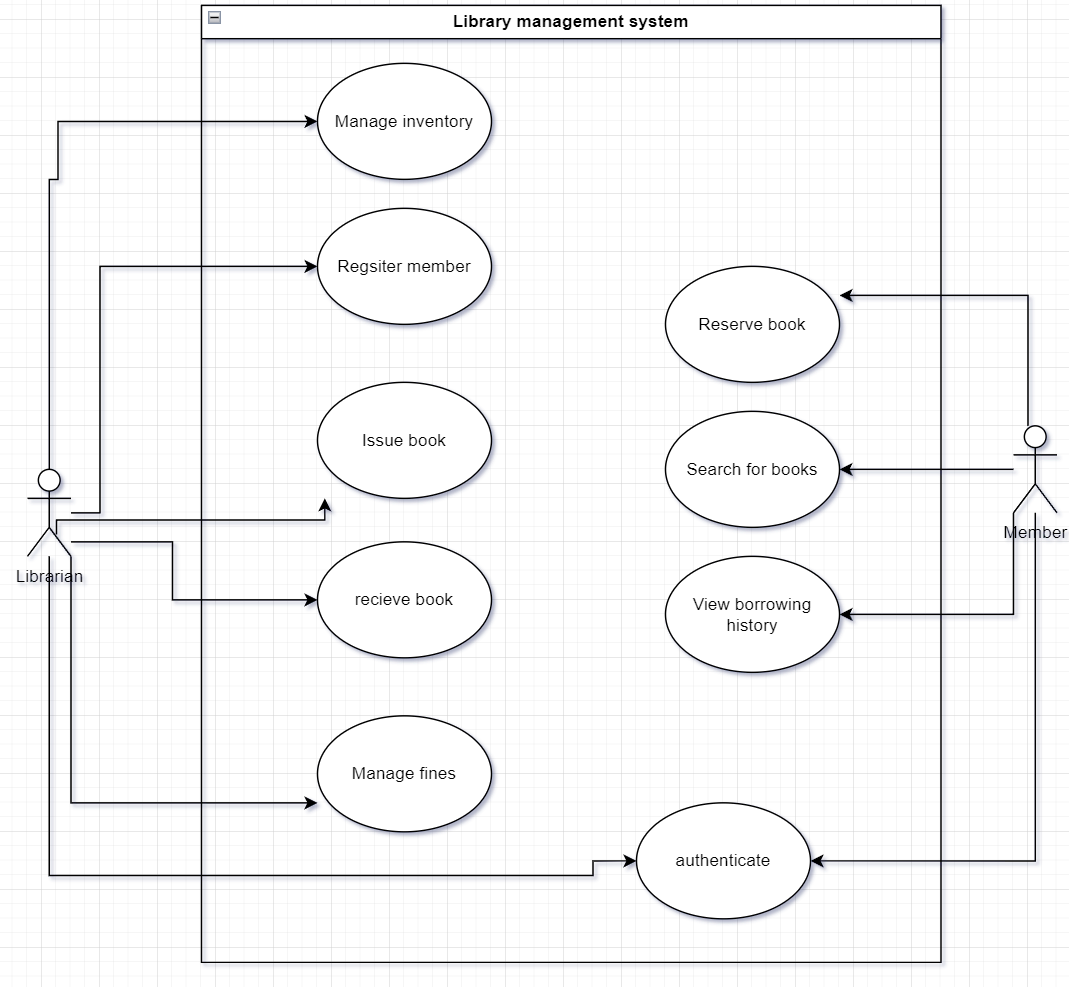 Library management system
Manage inventory
Regsiter member
Reserve book
Issue book
Search for books
Member
Librarian
recieve book
View borrowing
history
Manage fines
authenticate